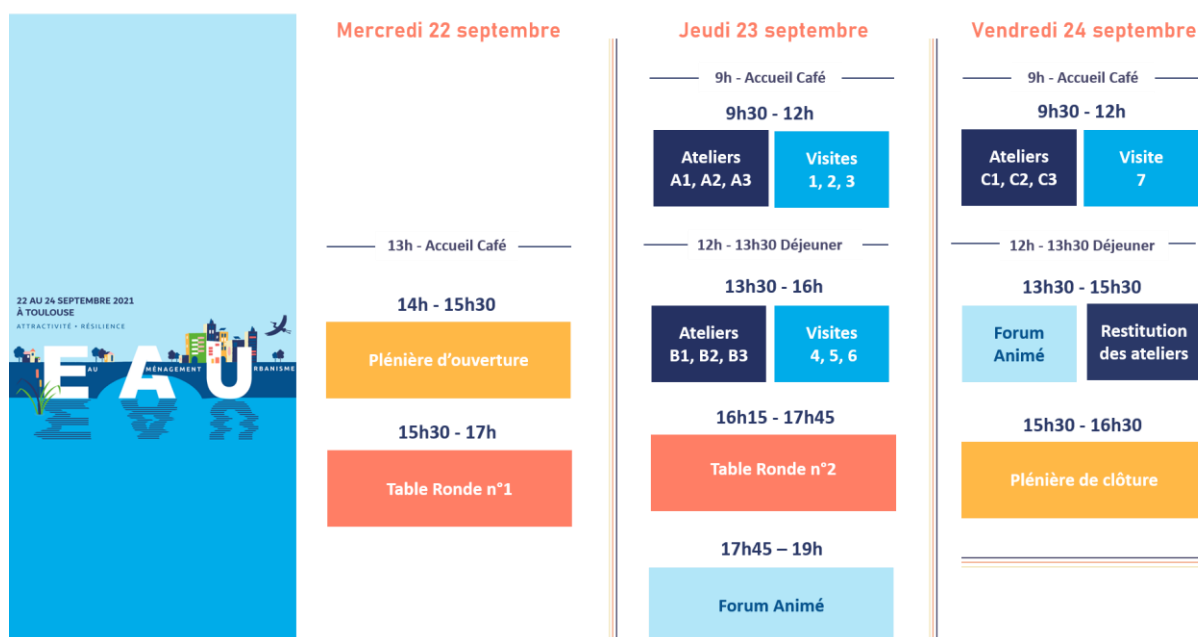 22 AU 24 SEPTEMBRE 2021
À TOULOUSE
ATTRACTIVITÉ • RÉSILIENCE
EAU
AU
MÉNAGEMENT
RBANISME
Mercredi 22 septembre
13h - Accueil Café
14h - 15h30
Plénière d'ouverture
15h30 - 17h
Table Ronde n°1
Jeudi 23 septembre
9h - Accueil Café
9h30 - 12h
Ateliers
A1, A2, A3
Visites
1, 2, 3
12h - 13h30 Déjeuner
13h30 - 16h
Ateliers
B1, B2, B3
Visites
4, 5, 6
16h15 - 17h45
Table Ronde n°2
17h45 – 19h
Forum Animé
Vendredi 24 septembre
9h - Accueil Café
9h30 - 12h
Ateliers
C1, C2, C3
Visite
7
12h - 13h30 Déjeuner
13h30 - 15h30
Forum
Animé
Restitution
des ateliers
15h30 - 16h30
Plénière de clôture